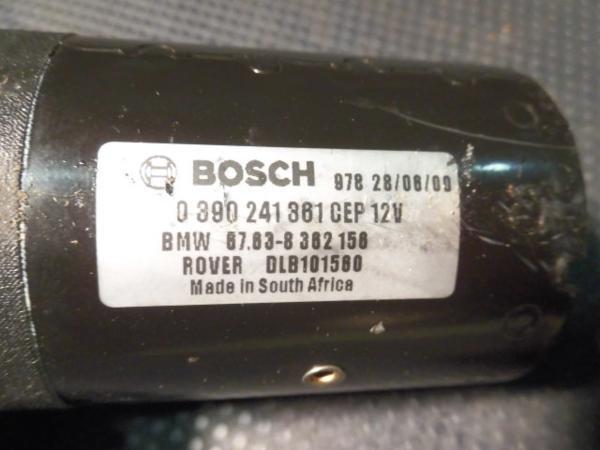 BOSCH 978 28/06/09
0 390 241 361 CEP 12V
BMW 67.63-8 362 156
ROVER DLB101580
Made in South Africa